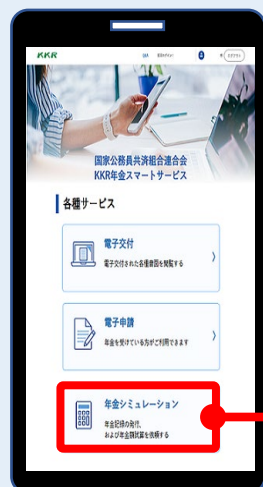 KKR
国家公務員共済組合連合会
KKR年金スマートサービス
各種サービス
電子交付
電子交付された各種書面を閲覧する
電子申請
年金を受けている方がご利用できます
年金シミュレーション
年金記録の発行、
および年金額試算を依頼する